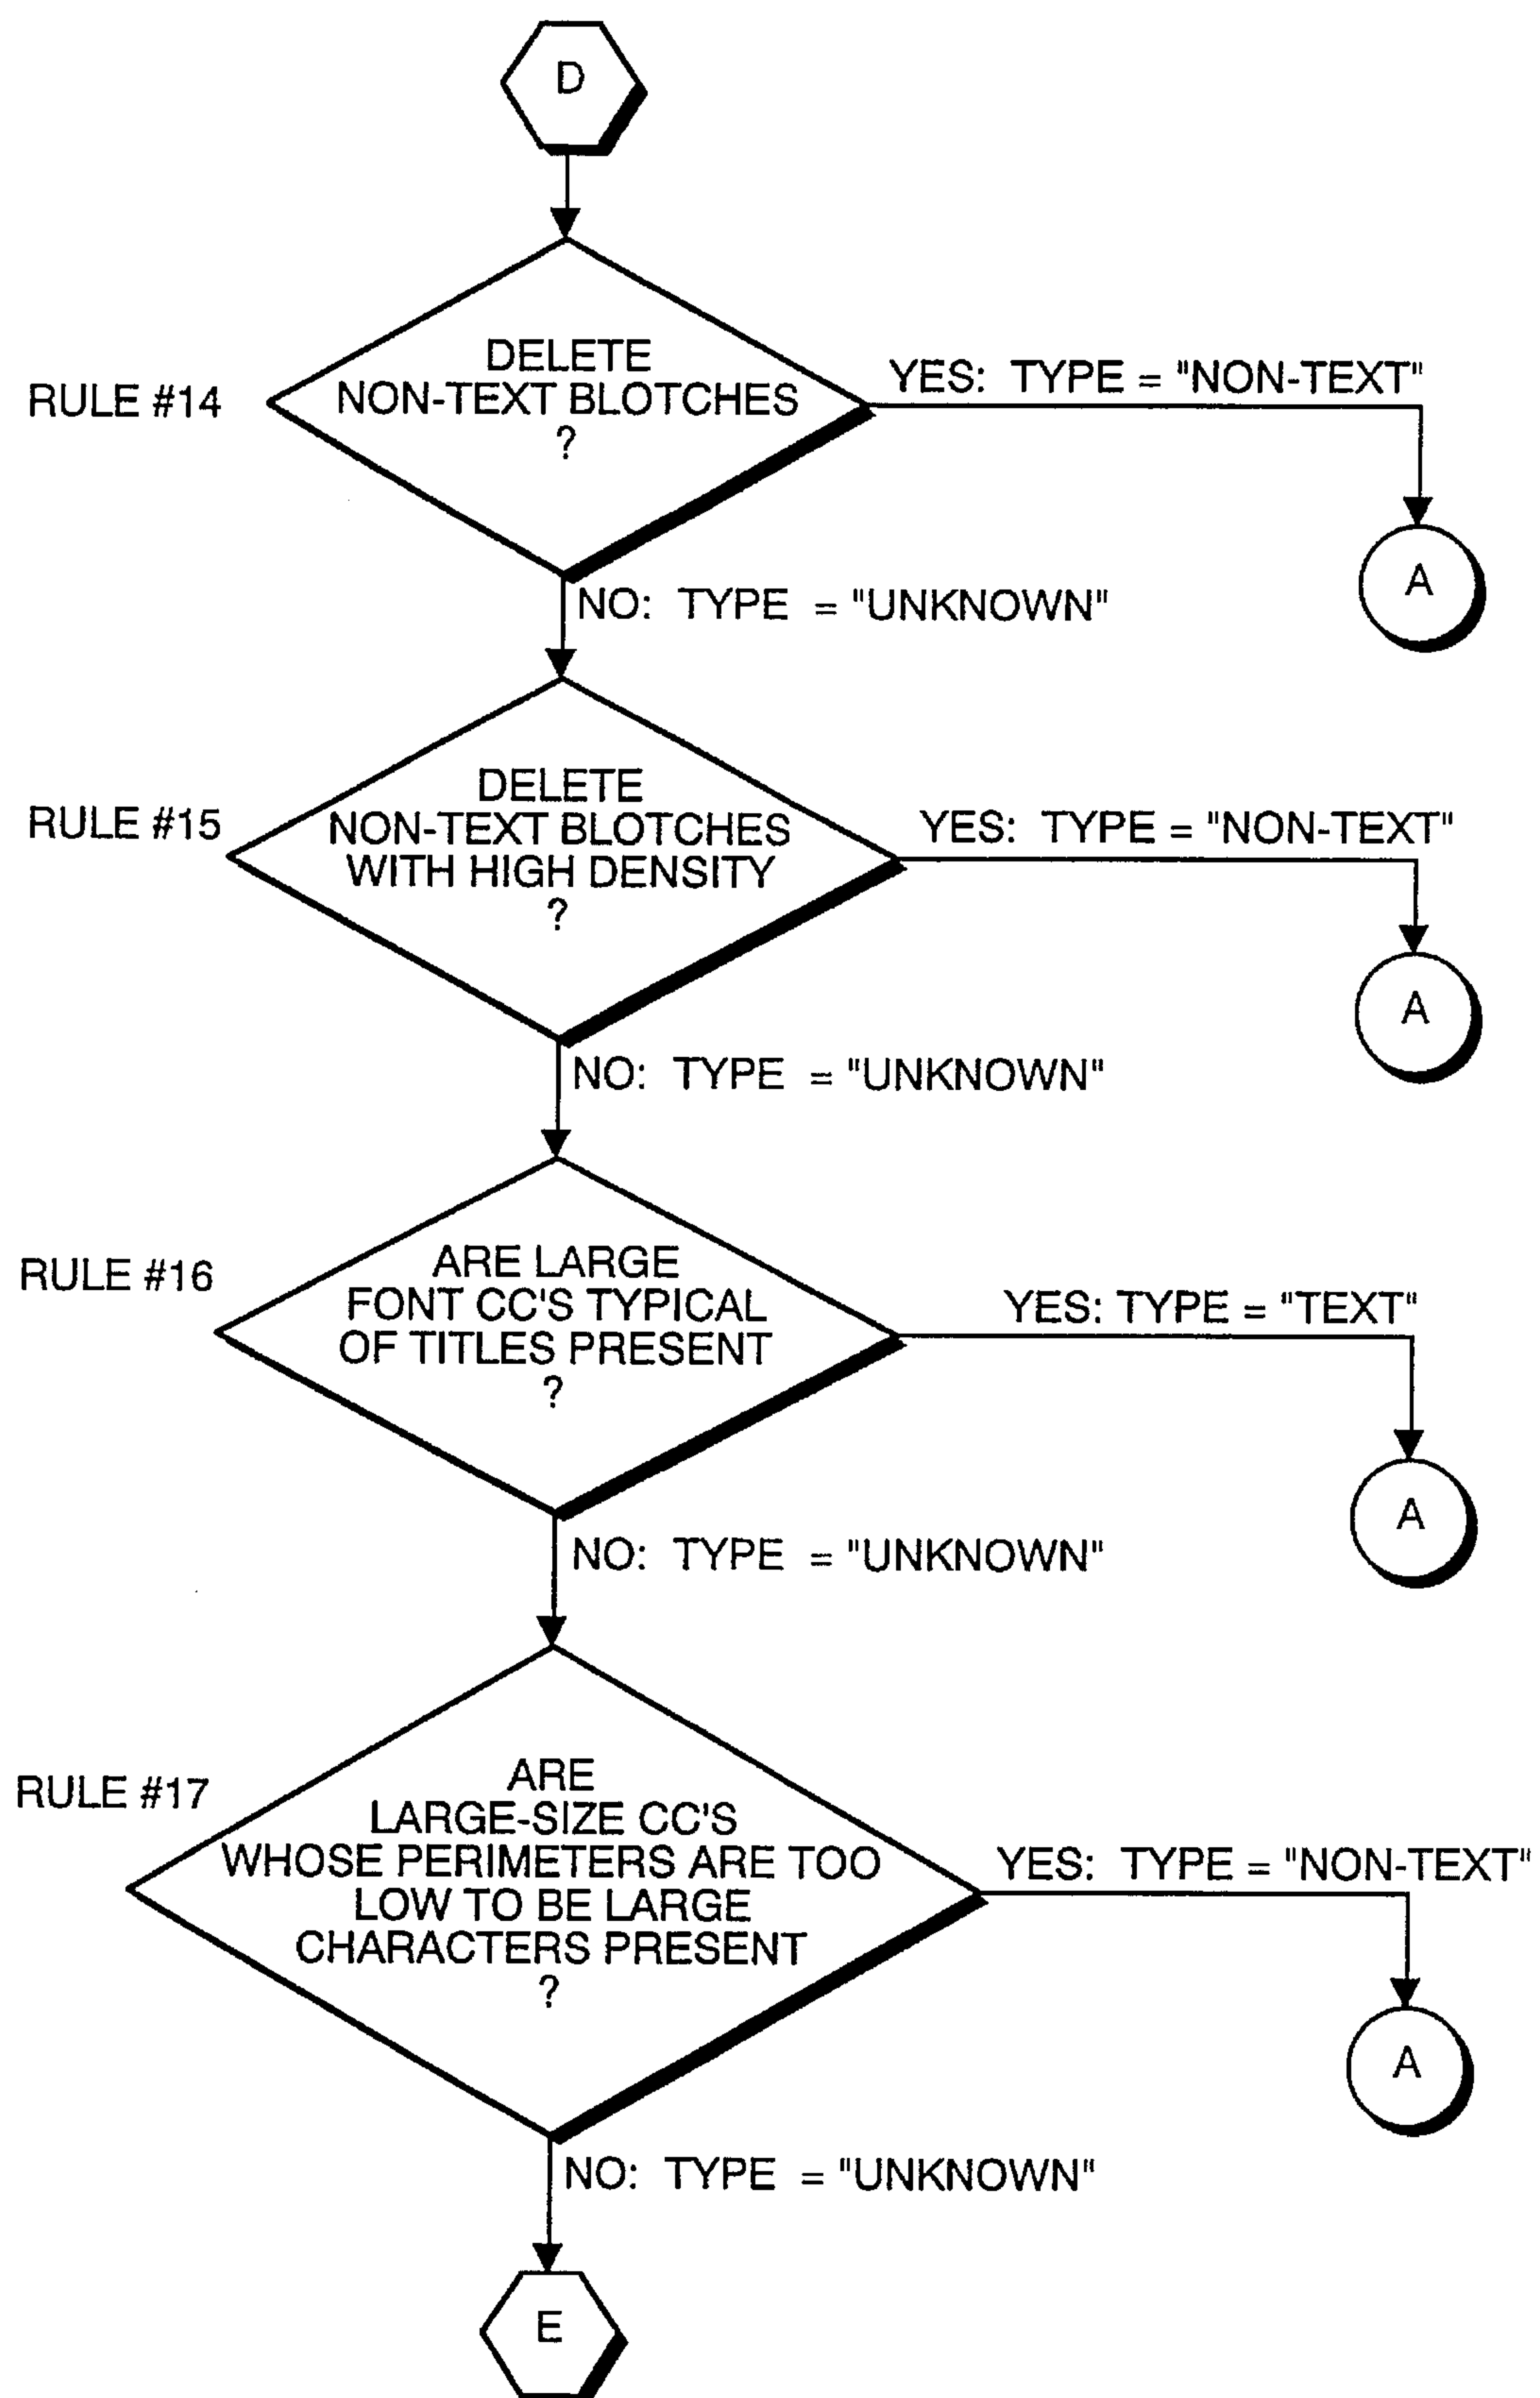 D
RULE #14
DELETE
NON-TEXT BLOTCHES
?
YES: TYPE = "NON-TEXT"
A
NO: TYPE = "UNKNOWN"
RULE #15
DELETE
NON-TEXT BLOTCHES
WITH HIGH DENSITY
?
YES: TYPE = "NON-TEXT"
A
NO: TYPE = "UNKNOWN"
RULE #16
ARE LARGE
FONT CC'S TYPICAL
OF TITLES PRESENT
?
YES: TYPE = "TEXT"
A
NO: TYPE = "UNKNOWN"
RULE #17
ARE
LARGE-SIZE CC'S
WHOSE PERIMETERS ARE TOO
LOW TO BE LARGE
CHARACTERS PRESENT
?
YES: TYPE = "NON-TEXT"
A
NO: TYPE = "UNKNOWN"
E